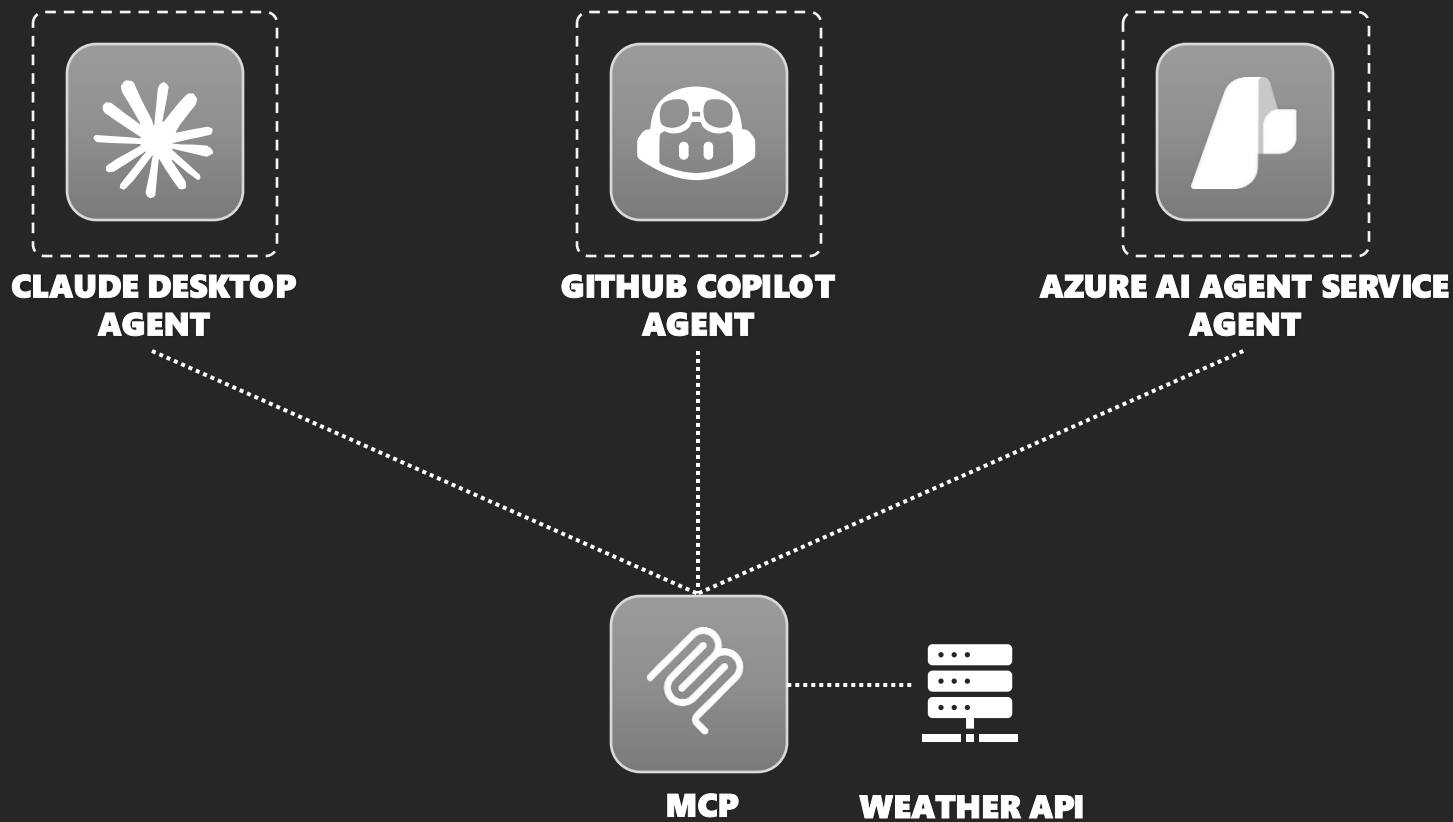 CLAUDE DESKTOP
AGENT
GITHUB COPILOT
AGENT
AZURE AI AGENT SERVICE
AGENT
MCP
WEATHER API